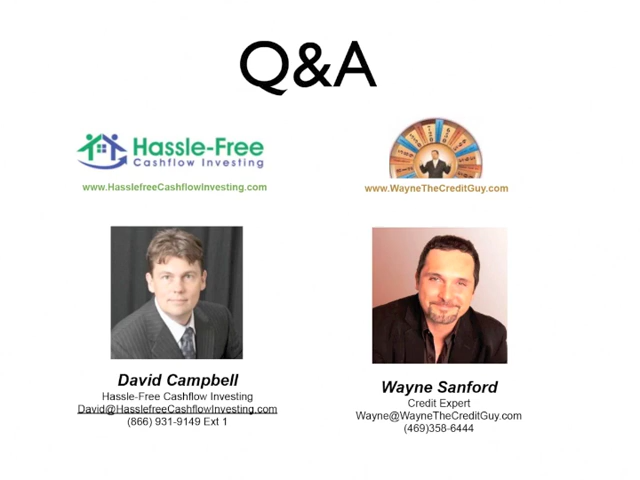 Q&A
Hassle-Free
Cashflow Investing
www.HasslefreeCashflowInvesting.com
www.WayneTheCreditGuy.com
David Campbell
Hassle-Free Cashflow Investing
David@HasslefreeCashflowInvesting.com
(866) 931-9149 Ext 1
Wayne Sanford
Credit Expert
Wayne@WayneTheCreditGuy.com
(469)358-6444